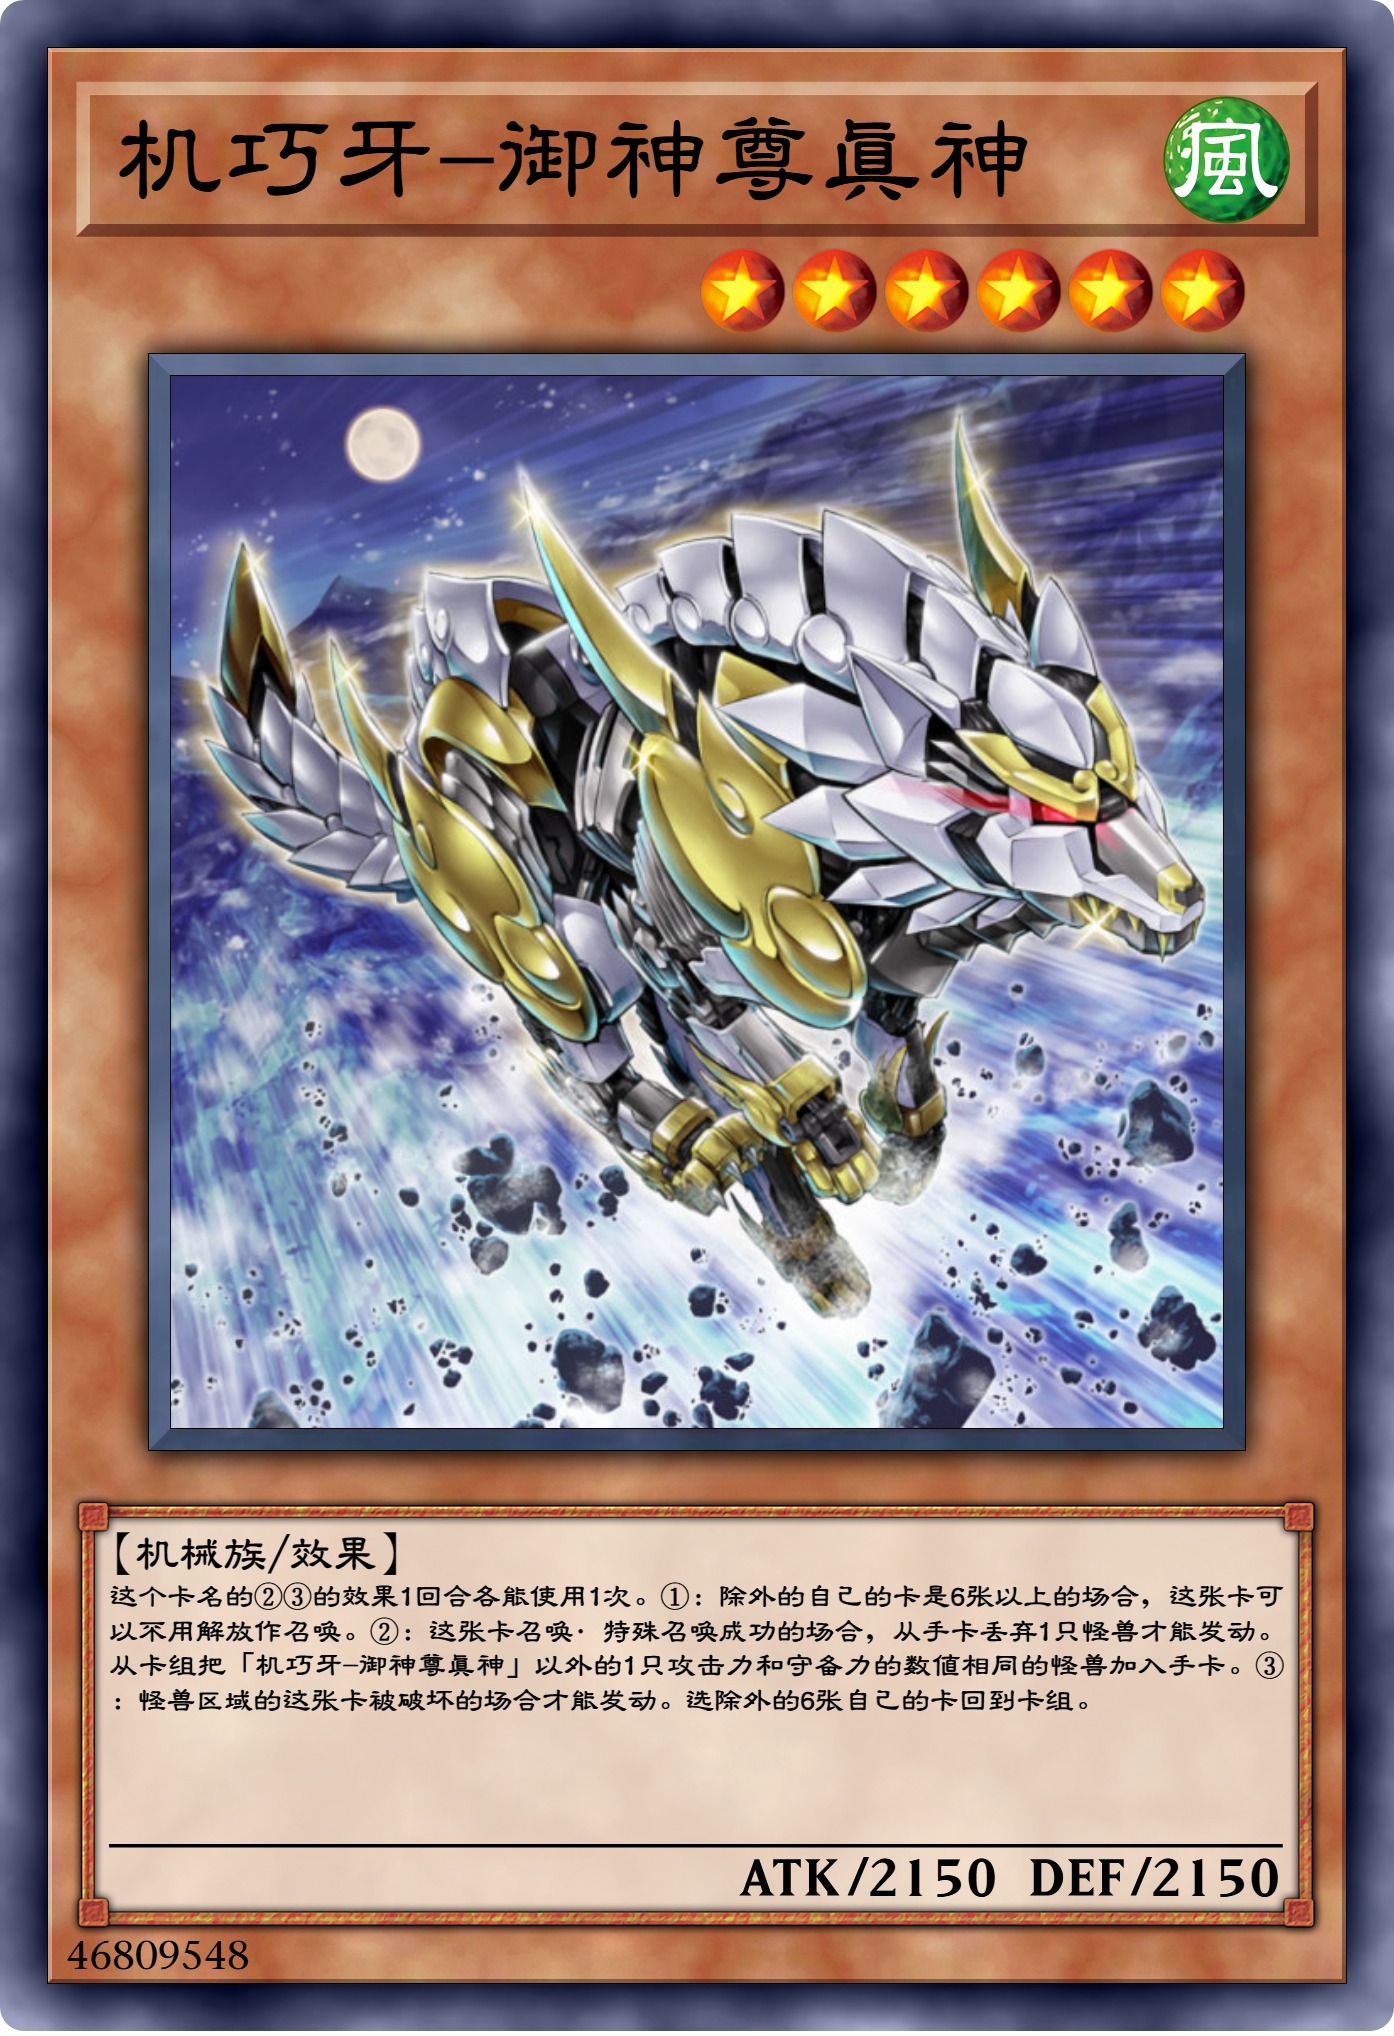 机巧牙-御神尊眞神
風
【机械族/效果】
这个卡名的②③的效果1回合各能使用1次。①：除外的自己的卡是6张以上的场合，这张卡可
以不用解放作召唤。②：这张卡召唤·特殊召唤成功的场合，从手卡丢弃1只怪兽才能发动。
从卡组把「机巧牙-御神尊眞神」以外的1只攻击力和守备力的数値相同的怪兽加入手卡。③
：怪兽区域的这张卡被破坏的场合才能发动。选除外的6张自己的卡回到卡组。
ATK/2150 DEF/2150
46809548